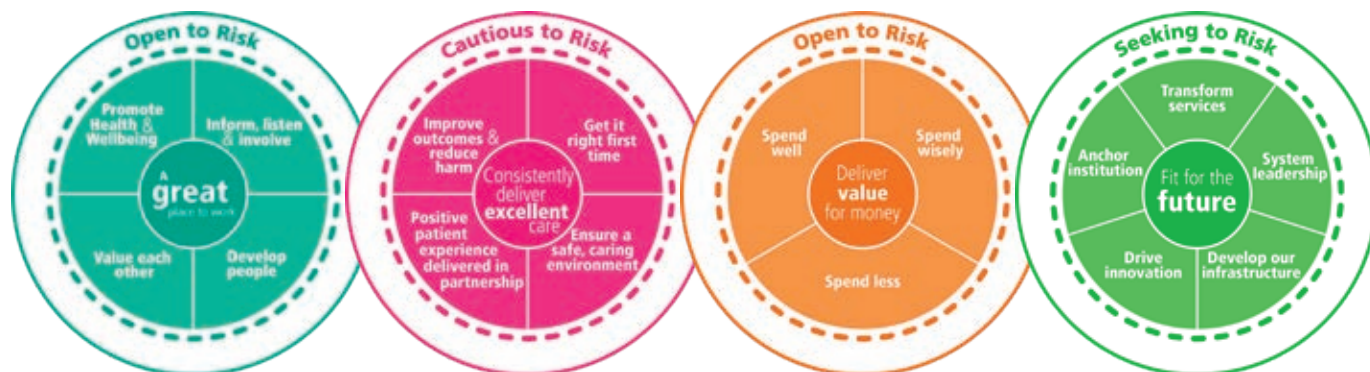 Open to Risk
Promote
Health &
Wellbeing
Inform, listen
& involve
A
great
place to work
Value each
other
Develop
people
Cautious to Risk
Improve
outcomes &
reduce
harm
Get it
right first
time
Consistently
deliver
excellent
care
Positive
patient
experience
delivered in
partnership
Ensure a
safe, caring
environment
Open to Risk
Spend
well
Spend
wisely
Deliver
value
for money
Spend less
Seeking to Risk
Transform
services
Anchor
institution
System
leadership
Fit for the
future
Drive
innovation
Develop our
infrastructure